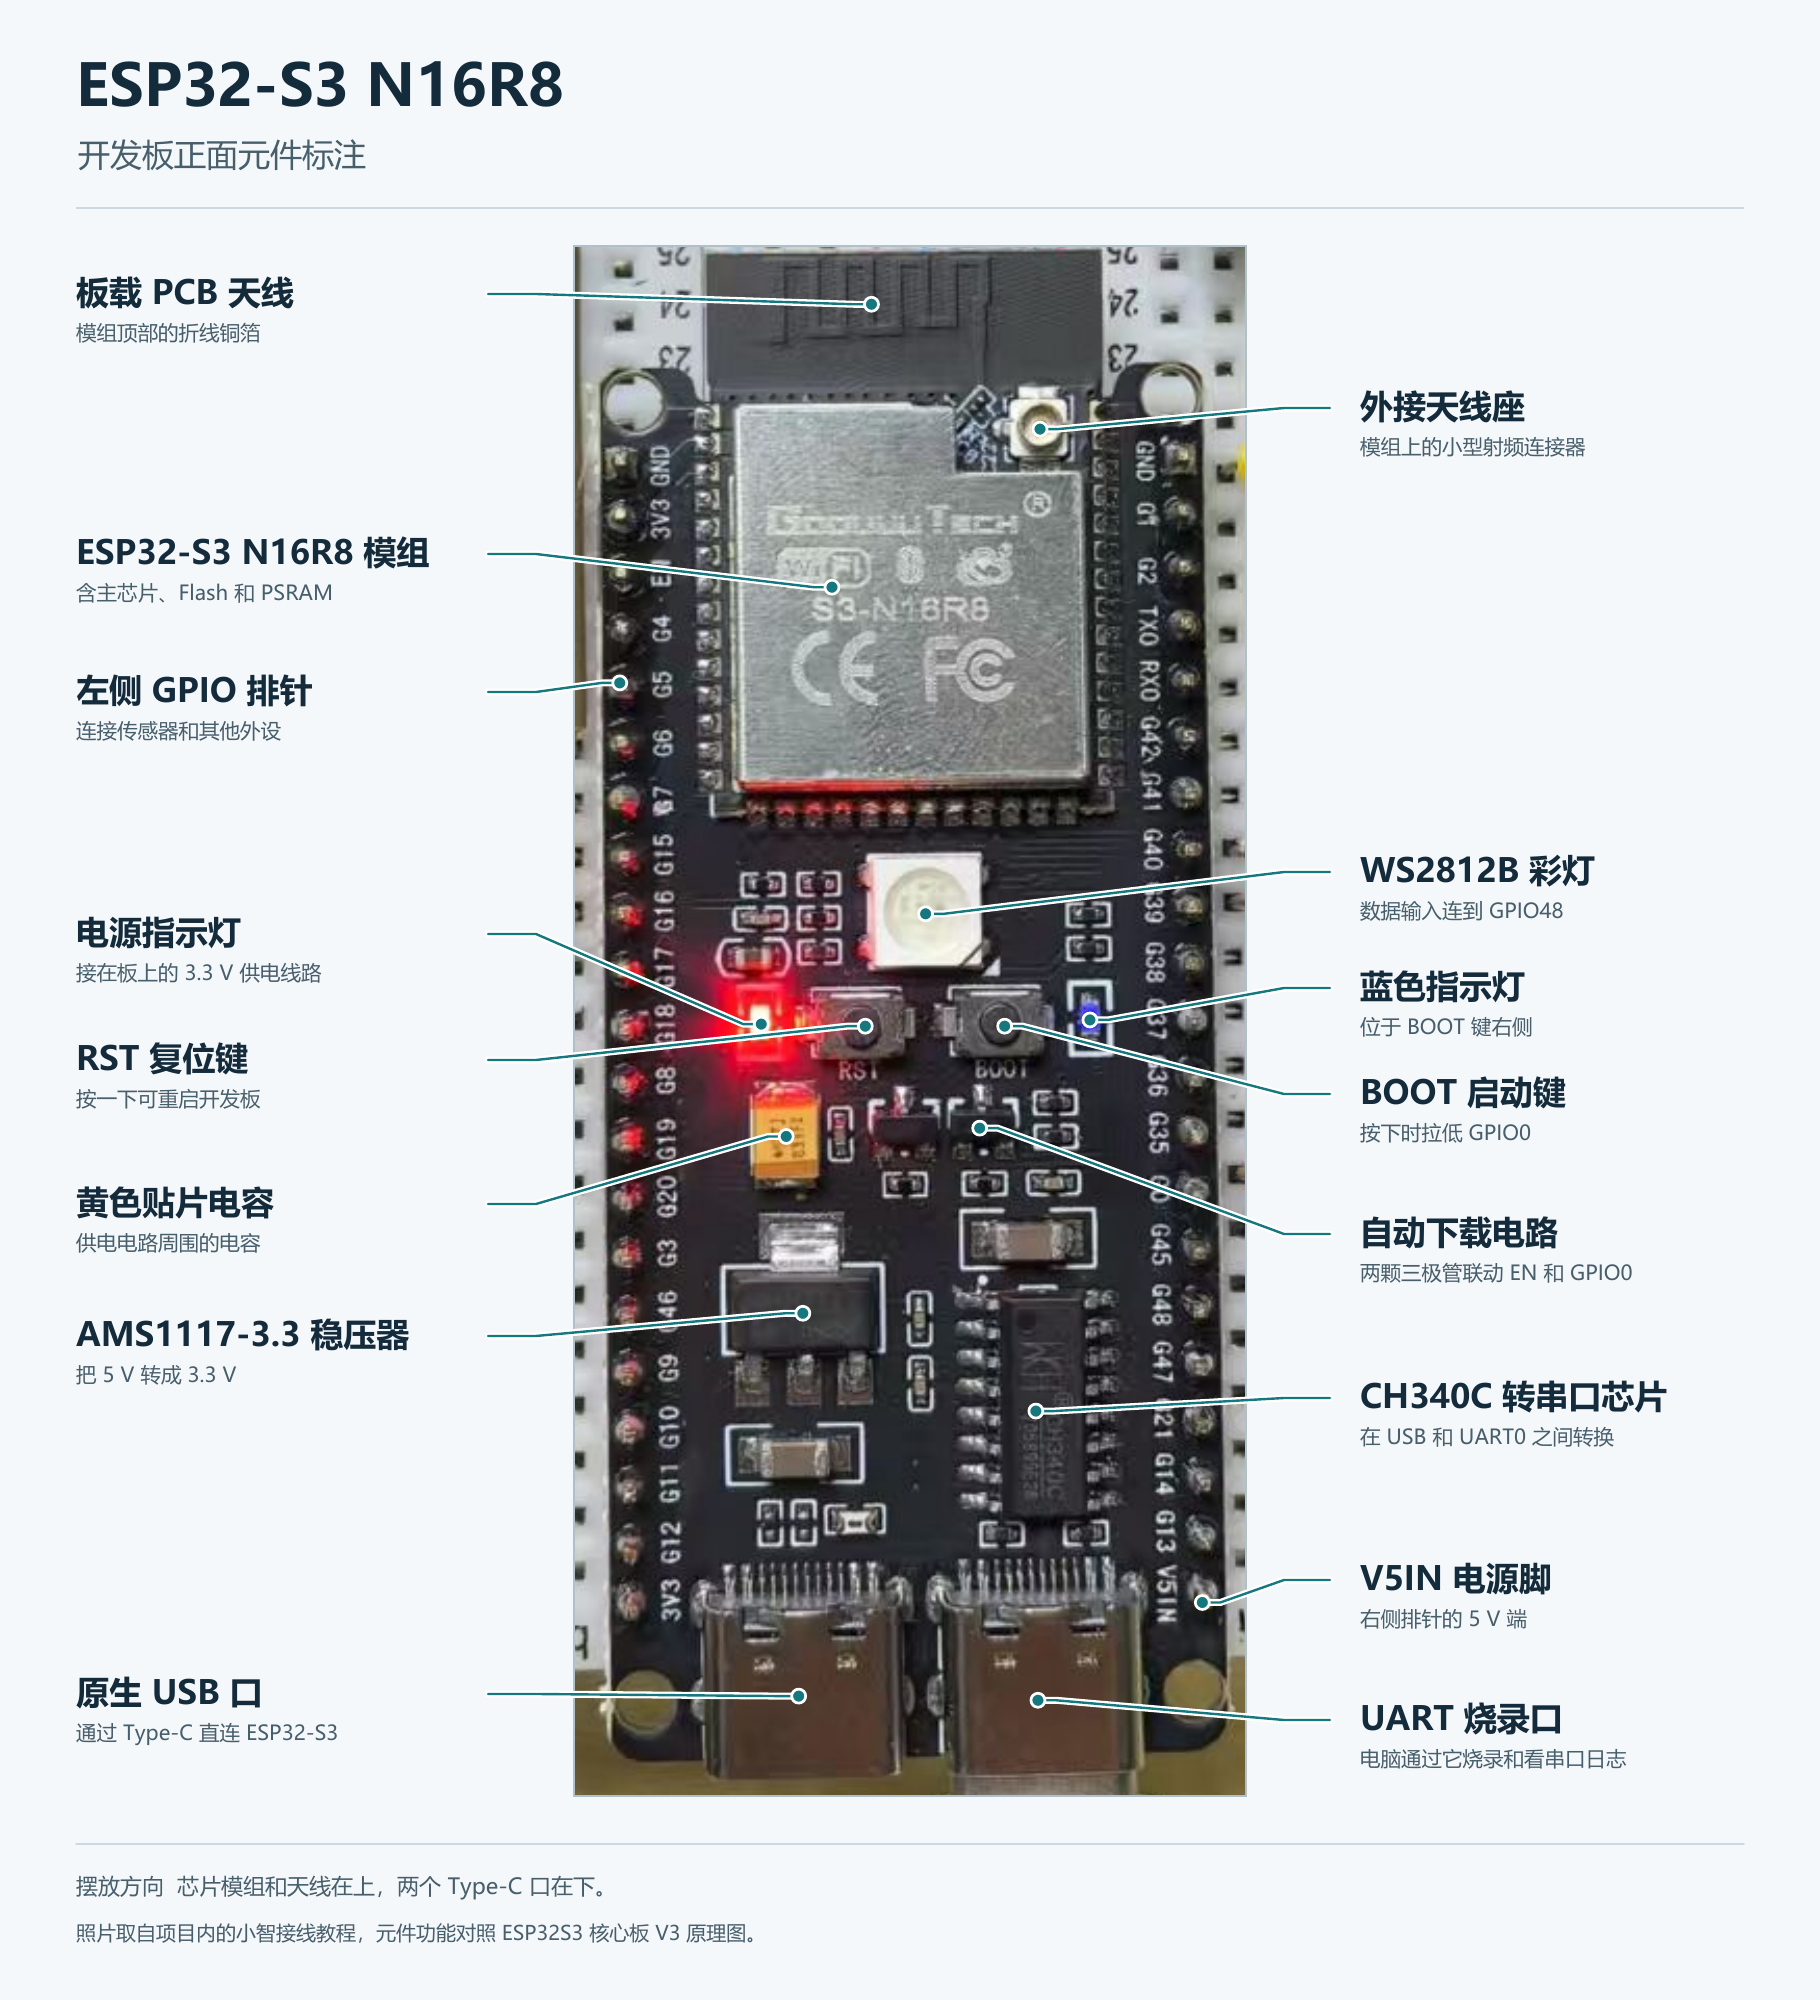 ESP32-S3 N16R8
开发板正面元件标注
板载 PCB 天线
模组顶部的折线铜箔
ESP32-S3 N16R8 模组
含主芯片、Flash 和 PSRAM
左侧 GPIO 排针
连接传感器和其他外设
电源指示灯
接在板上的 3.3 V 供电线路
RST 复位键
按一下可重启开发板
黄色贴片电容
供电电路周围的电容
AMS1117-3.3 稳压器
把 5 V 转成 3.3 V
原生 USB 口
通过 Type-C 直连 ESP32-S3
25
24
23
GND
3V3
G4
G5
G6
G7
G15
G16
G17
G18
G8
G19
G20
G3
G9
G10
G11
G12
3V3
®
WiFi
S3-N16R8
CE FC
RST
BOOT
25
24
23
GND
G1
G2
TX0
RX0
G42
G41
G40
G38
G35
G45
G48
G47
G14
G13
V5IN
外接天线座
模组上的小型射频连接器
WS2812B 彩灯
数据输入连到 GPIO48
蓝色指示灯
位于 BOOT 键右侧
BOOT 启动键
按下时拉低 GPIO0
自动下载电路
两颗三极管联动 EN 和 GPIO0
CH340C 转串口芯片
在 USB 和 UART0 之间转换
V5IN 电源脚
右侧排针的 5 V 端
UART 烧录口
电脑通过它烧录和看串口日志
摆放方向 芯片模组和天线在上，两个 Type-C 口在下。
照片取自项目内的小智接线教程，元件功能对照 ESP32S3 核心板 V3 原理图。